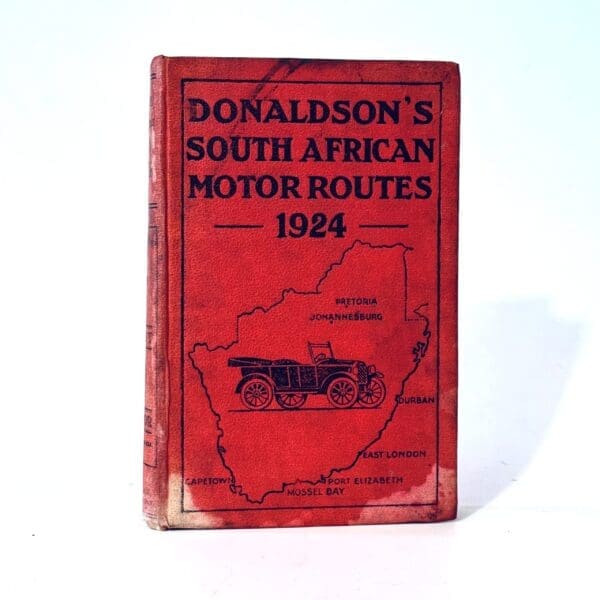 DONALDSON'S
SOUTH AFRICAN
MOTOR ROUTES
— 1924 —
PRETORIA
JOHANNESBURG
DURBAN
EAST LONDON
CAPETOWN
PORT ELIZABETH
MOSSEL BAY